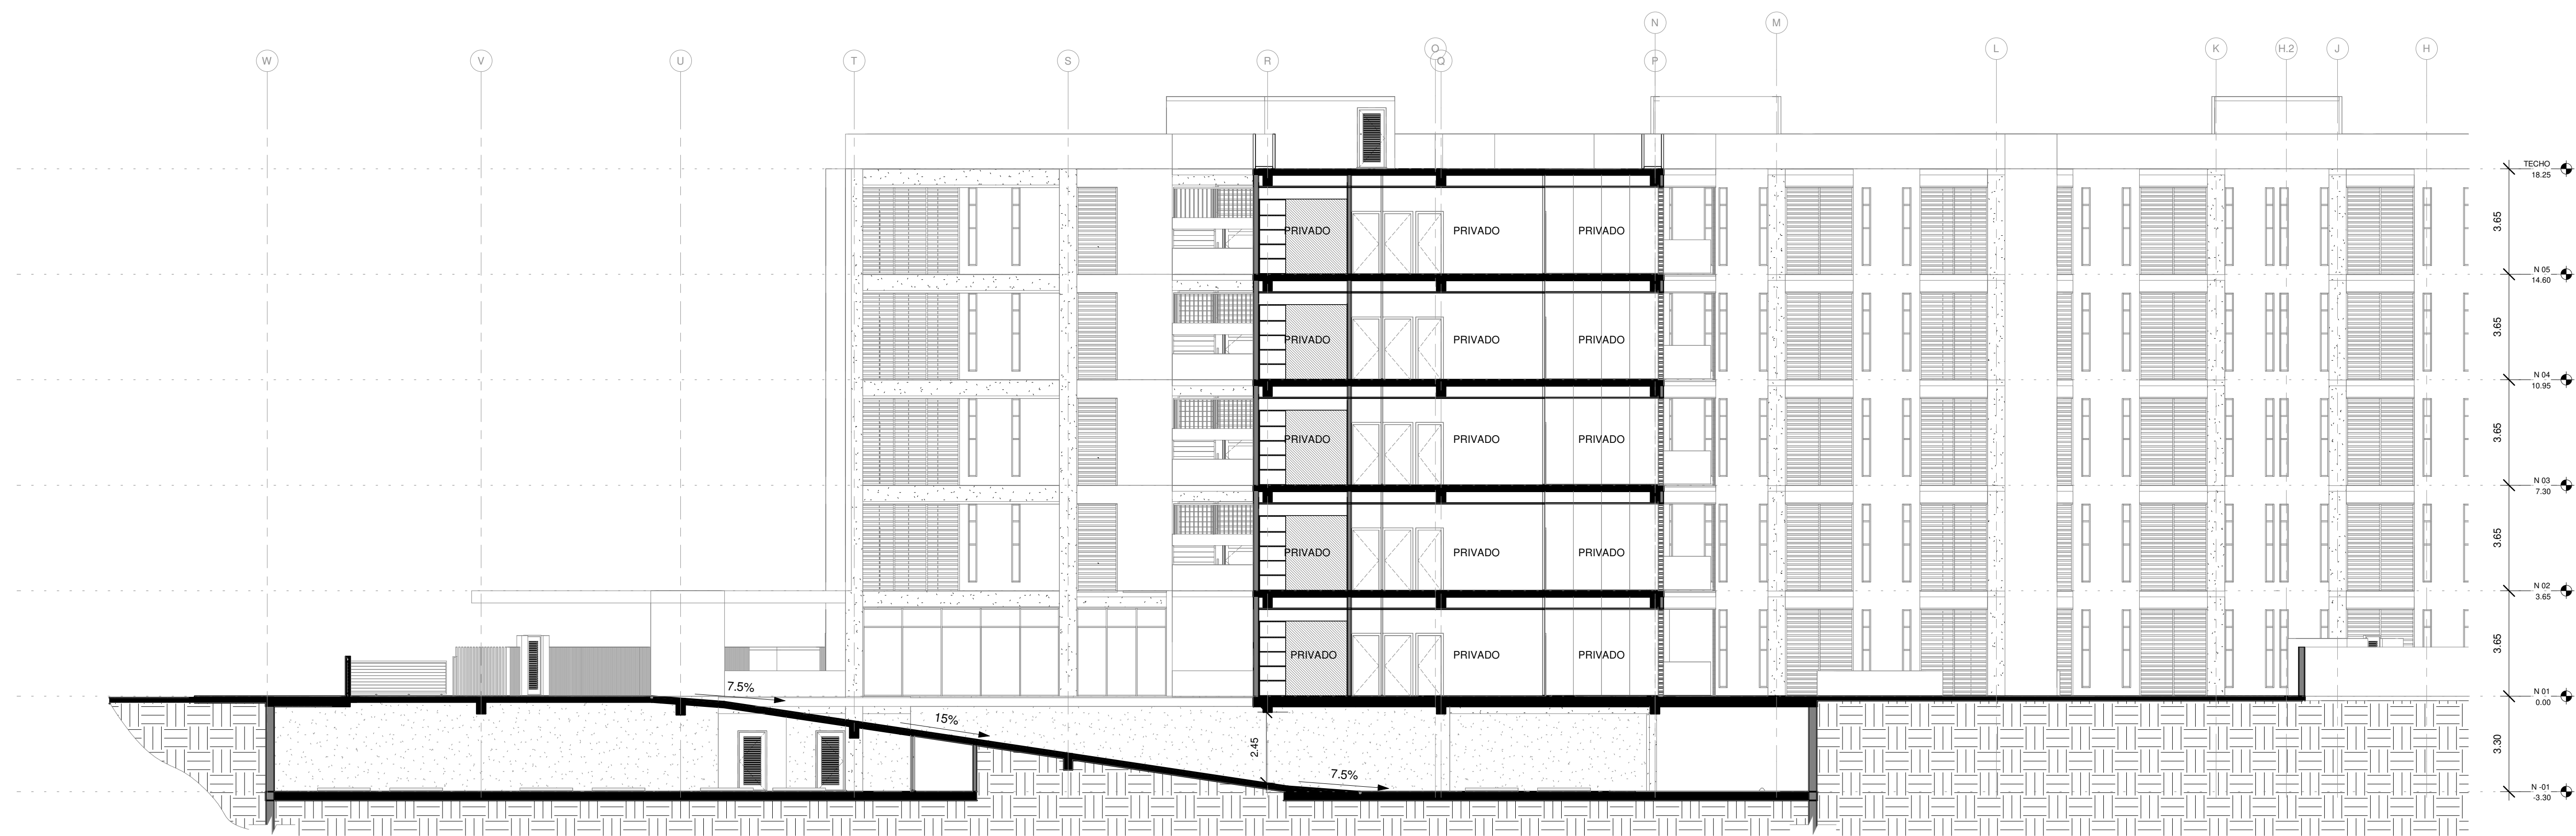 N
M
O
L
K
H.2
J
H
W
V
U
T
S
R
Q
P
TECHO
18.25
3.65
PRIVADO
PRIVADO
PRIVADO
N 05
14.60
3.65
PRIVADO
PRIVADO
PRIVADO
N 04
10.95
3.65
PRIVADO
PRIVADO
PRIVADO
N 03
7.30
3.65
PRIVADO
PRIVADO
PRIVADO
N 02
3.65
3.65
PRIVADO
PRIVADO
PRIVADO
7.5%
N 01
0.00
15%
2.45
3.30
7.5%
N -01
-3.30